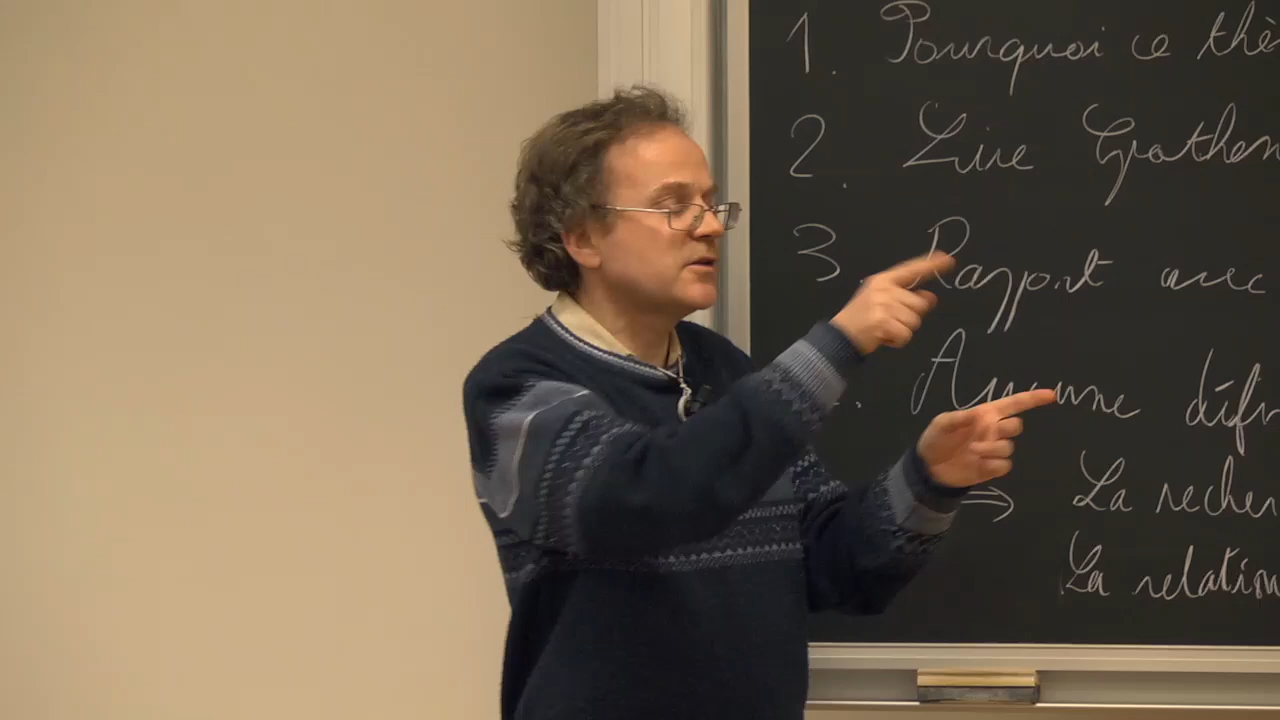 1. Pourquoi ce thè
2. Lire Grothen
3. Rapport avec
. Aucune défi
⇒ La recher
La relation